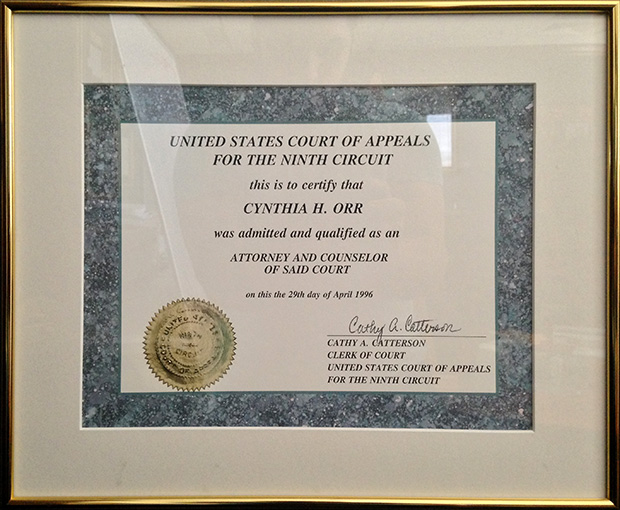 UNITED STATES COURT OF APPEALS
FOR THE NINTH CIRCUIT
this is to certify that
CYNTHIA H. ORR
was admitted and qualified as an
ATTORNEY AND COUNSELOR
OF SAID COURT
on this the 29th day of April 1996
Cathy A. Catterson
CATHY A. CATTERSON
CLERK OF COURT
UNITED STATES COURT OF APPEALS
FOR THE NINTH CIRCUIT